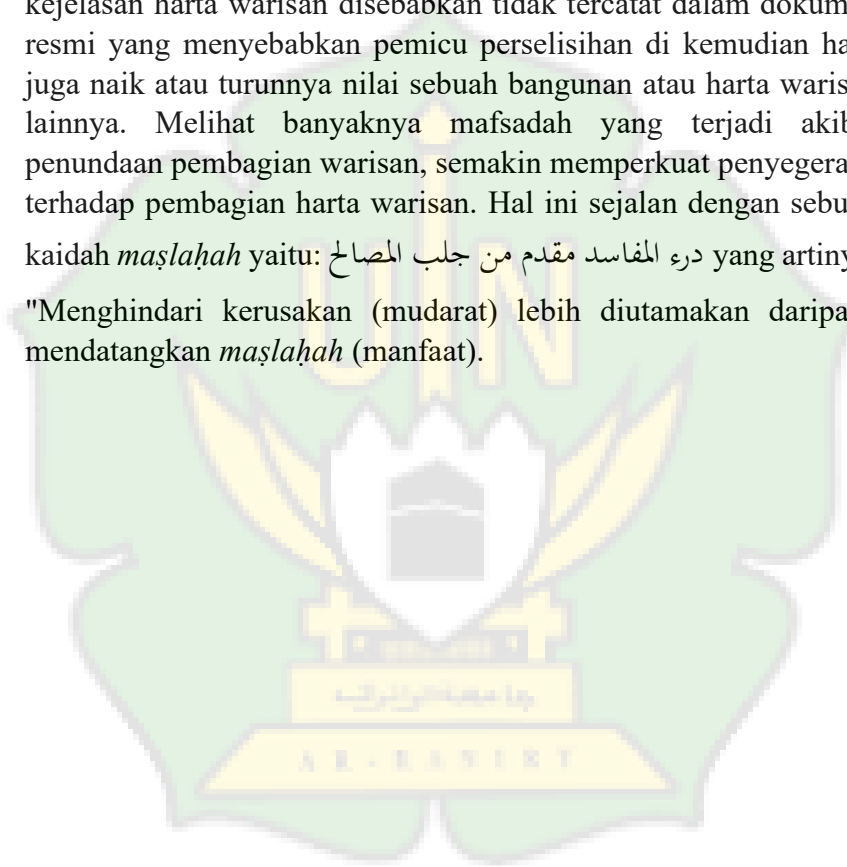 kejelasan harta warisan disebabkan tidak tercatat dalam dokum
resmi yang menyebabkan pemicu perselisihan di kemudian ha
juga naik atau turunnya nilai sebuah bangunan atau harta waris
lainnya. Melihat banyaknya mafsadah yang terjadi akib
penundaan pembagian warisan, semakin memperkuat penyegera
terhadap pembagian harta warisan. Hal ini sejalan dengan sebu
kaidah maṣlaḥah yaitu: درء المفاسد مقدم من جلب المصالح yang artiny
"Menghindari kerusakan (mudarat) lebih diutamakan daripa
mendatangkan maṣlaḥah (manfaat).
UIN
AR-RANIRY